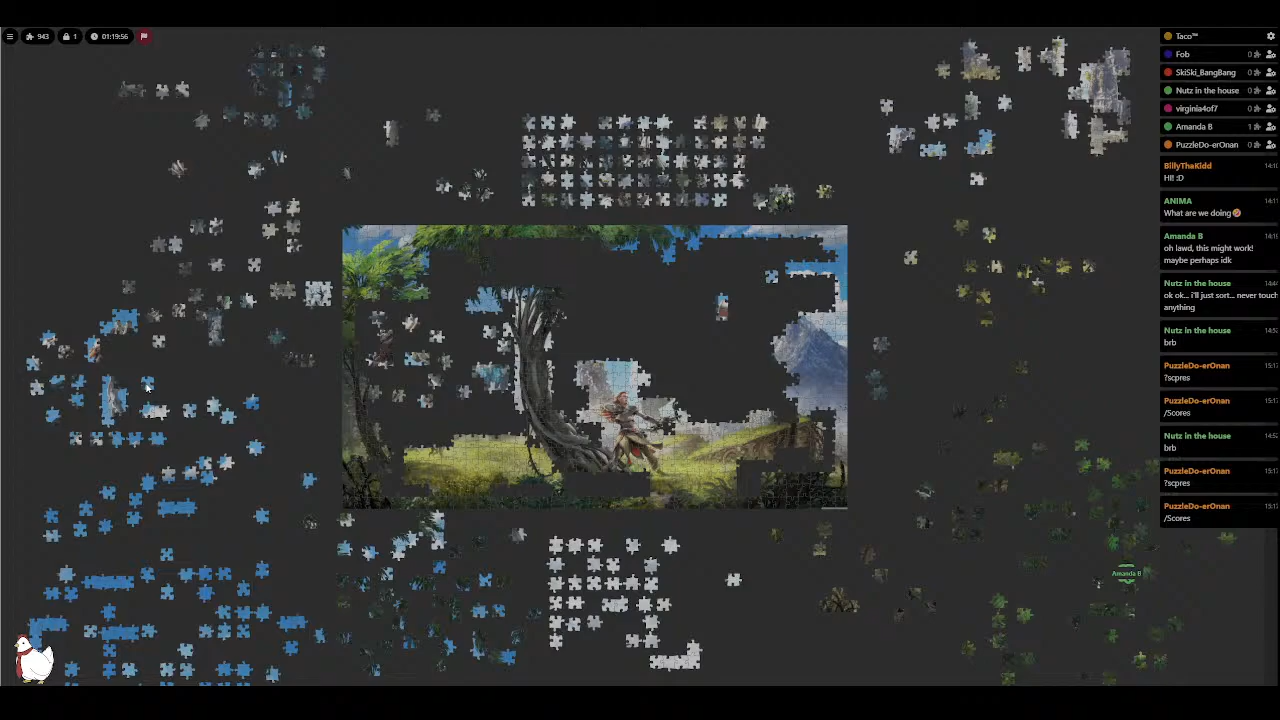 943
1
01:19:56
Taco™
Fob 0
SkiSki_BangBang 0
Nutz in the house 0
virginia4of7 0
Amanda B 1
PuzzleDo-erOnan 0
BillyThaKidd
Hi! :D
ANIMA
What are we doing
Amanda B
oh lawd, this might work!
maybe perhaps idk
Nutz in the house
ok ok... i'll just sort... never touch
anything
Nutz in the house
brb
PuzzleDo-erOnan
?scpres
PuzzleDo-erOnan
/Scores
Nutz in the house
brb
PuzzleDo-erOnan
?scpres
PuzzleDo-erOnan
/Scores
Amanda B